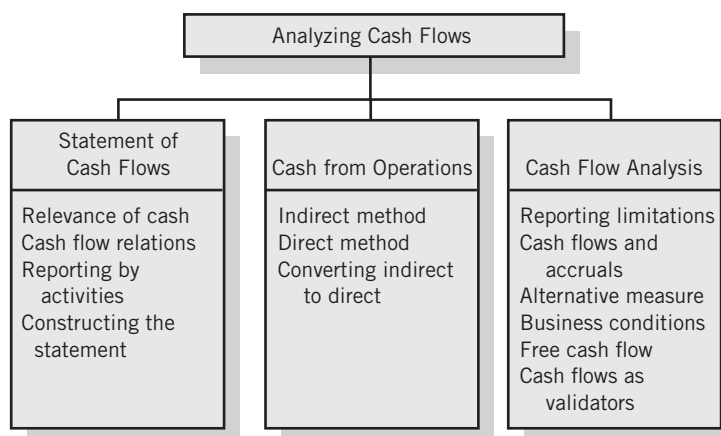 Analyzing Cash Flows
Statement of
Cash Flows
Relevance of cash
Cash flow relations
Reporting by
activities
Constructing the
statement
Cash from Operations
Indirect method
Direct method
Converting indirect
to direct
Cash Flow Analysis
Reporting limitations
Cash flows and
accruals
Alternative measure
Business conditions
Free cash flow
Cash flows as
validators